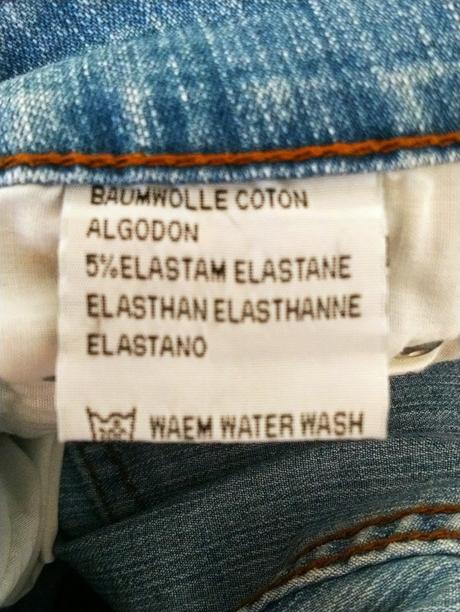 BAUMWOLLE COTON
ALGODON
5%ELASTAM ELASTANE
ELASTHAN ELASTHANNE
ELASTANO
WAEM WATER WASH